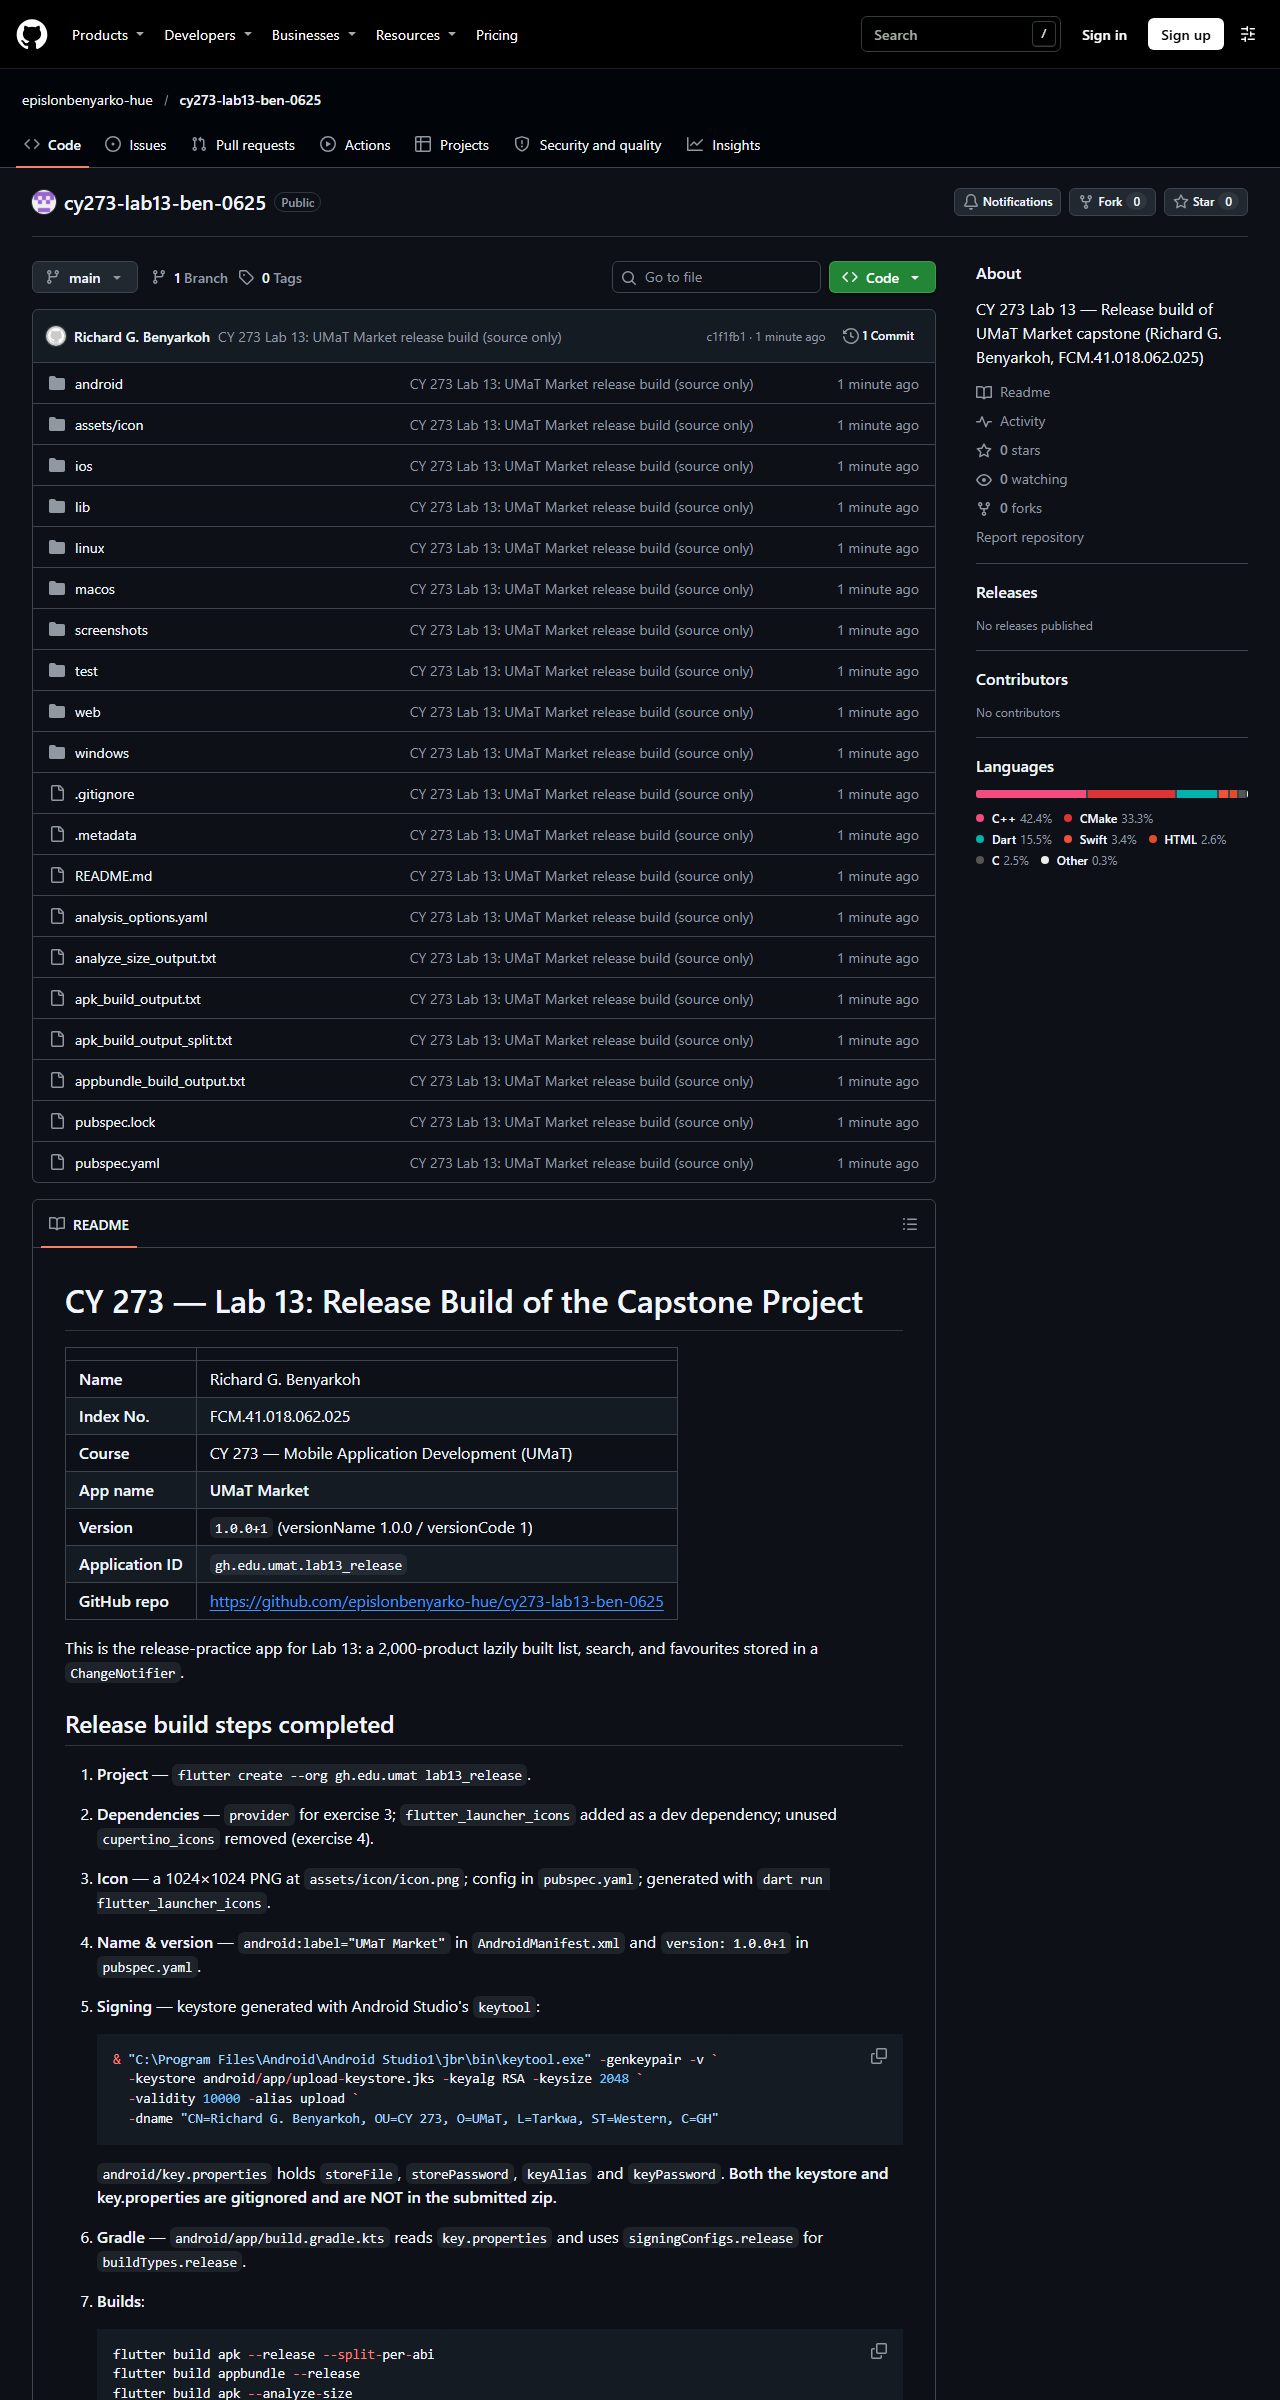 Products Developers Businesses Resources Pricing Search / Sign in Sign up
epislonbenyarko-hue / cy273-lab13-ben-0625
Code Issues Pull requests Actions Projects Security and quality Insights
cy273-lab13-ben-0625 Public Notifications Fork 0 Star 0
main 1 Branch 0 Tags Go to file Code
Richard G. Benyarkoh CY 273 Lab 13: UMaT Market release build (source only) c1f1fb1 · 1 minute ago 1 Commit
android CY 273 Lab 13: UMaT Market release build (source only) 1 minute ago
assets/icon CY 273 Lab 13: UMaT Market release build (source only) 1 minute ago
ios CY 273 Lab 13: UMaT Market release build (source only) 1 minute ago
lib CY 273 Lab 13: UMaT Market release build (source only) 1 minute ago
linux CY 273 Lab 13: UMaT Market release build (source only) 1 minute ago
macos CY 273 Lab 13: UMaT Market release build (source only) 1 minute ago
screenshots CY 273 Lab 13: UMaT Market release build (source only) 1 minute ago
test CY 273 Lab 13: UMaT Market release build (source only) 1 minute ago
web CY 273 Lab 13: UMaT Market release build (source only) 1 minute ago
windows CY 273 Lab 13: UMaT Market release build (source only) 1 minute ago
.gitignore CY 273 Lab 13: UMaT Market release build (source only) 1 minute ago
.metadata CY 273 Lab 13: UMaT Market release build (source only) 1 minute ago
README.md CY 273 Lab 13: UMaT Market release build (source only) 1 minute ago
analysis_options.yaml CY 273 Lab 13: UMaT Market release build (source only) 1 minute ago
analyze_size_output.txt CY 273 Lab 13: UMaT Market release build (source only) 1 minute ago
apk_build_output.txt CY 273 Lab 13: UMaT Market release build (source only) 1 minute ago
apk_build_output_split.txt CY 273 Lab 13: UMaT Market release build (source only) 1 minute ago
appbundle_build_output.txt CY 273 Lab 13: UMaT Market release build (source only) 1 minute ago
pubspec.lock CY 273 Lab 13: UMaT Market release build (source only) 1 minute ago
pubspec.yaml CY 273 Lab 13: UMaT Market release build (source only) 1 minute ago
About
CY 273 Lab 13 — Release build of
UMaT Market capstone (Richard G.
Benyarkoh, FCM.41.018.062.025)
Readme
Activity
0 stars
0 watching
0 forks
Report repository
Releases
No releases published
Contributors
No contributors
Languages
C++ 42.4% CMake 33.3%
Dart 15.5% Swift 3.4% HTML 2.6%
C 2.5% Other 0.3%
README
CY 273 — Lab 13: Release Build of the Capstone Project
Name Richard G. Benyarkoh
Index No. FCM.41.018.062.025
Course CY 273 — Mobile Application Development (UMaT)
App name UMaT Market
Version 1.0.0+1 (versionName 1.0.0 / versionCode 1)
Application ID gh.edu.umat.lab13_release
GitHub repo https://github.com/epislonbenyarko-hue/cy273-lab13-ben-0625
This is the release-practice app for Lab 13: a 2,000-product lazily built list, search, and favourites stored in a
ChangeNotifier.
Release build steps completed
1. Project — flutter create --org gh.edu.umat lab13_release.
2. Dependencies — provider for exercise 3; flutter_launcher_icons added as a dev dependency; unused
cupertino_icons removed (exercise 4).
3. Icon — a 1024×1024 PNG at assets/icon/icon.png; config in pubspec.yaml; generated with dart run
flutter_launcher_icons.
4. Name & version — android:label="UMaT Market" in AndroidManifest.xml and version: 1.0.0+1 in
pubspec.yaml.
5. Signing — keystore generated with Android Studio's keytool:
& "C:\Program Files\Android\Android Studio1\jbr\bin\keytool.exe" -genkeypair -v `
-keystore android/app/upload-keystore.jks -keyalg RSA -keysize 2048 `
-validity 10000 -alias upload `
-dname "CN=Richard G. Benyarkoh, OU=CY 273, O=UMaT, L=Tarkwa, ST=Western, C=GH"
android/key.properties holds storeFile, storePassword, keyAlias and keyPassword. Both the keystore and
key.properties are gitignored and are NOT in the submitted zip.
6. Gradle — android/app/build.gradle.kts reads key.properties and uses signingConfigs.release for
buildTypes.release.
7. Builds:
flutter build apk --release --split-per-abi
flutter build appbundle --release
flutter build apk --analyze-size